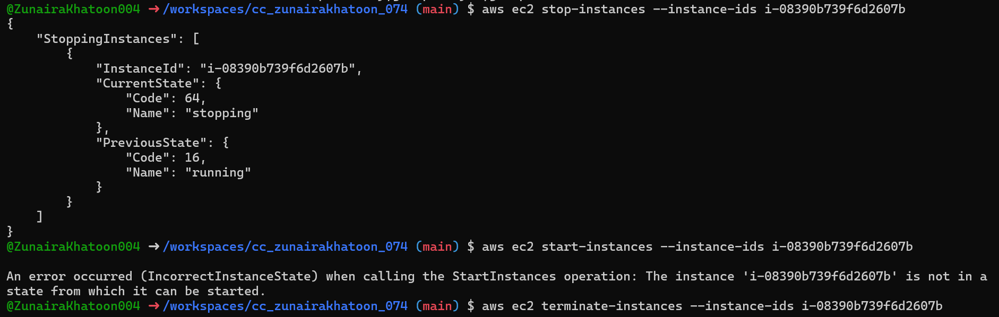 @ZunairaKhatoon004 ➜ /workspaces/cc_zunairakhatoon_074 (main) $ aws ec2 stop-instances --instance-ids i-08390b739f6d2607b
{
    "StoppingInstances": [
        {
            "InstanceId": "i-08390b739f6d2607b",
            "CurrentState": {
                "Code": 64,
                "Name": "stopping"
            },
            "PreviousState": {
                "Code": 16,
                "Name": "running"
            }
        }
    ]
}
@ZunairaKhatoon004 ➜ /workspaces/cc_zunairakhatoon_074 (main) $ aws ec2 start-instances --instance-ids i-08390b739f6d2607b

An error occurred (IncorrectInstanceState) when calling the StartInstances operation: The instance 'i-08390b739f6d2607b' is not in a
state from which it can be started.
@ZunairaKhatoon004 ➜ /workspaces/cc_zunairakhatoon_074 (main) $ aws ec2 terminate-instances --instance-ids i-08390b739f6d2607b